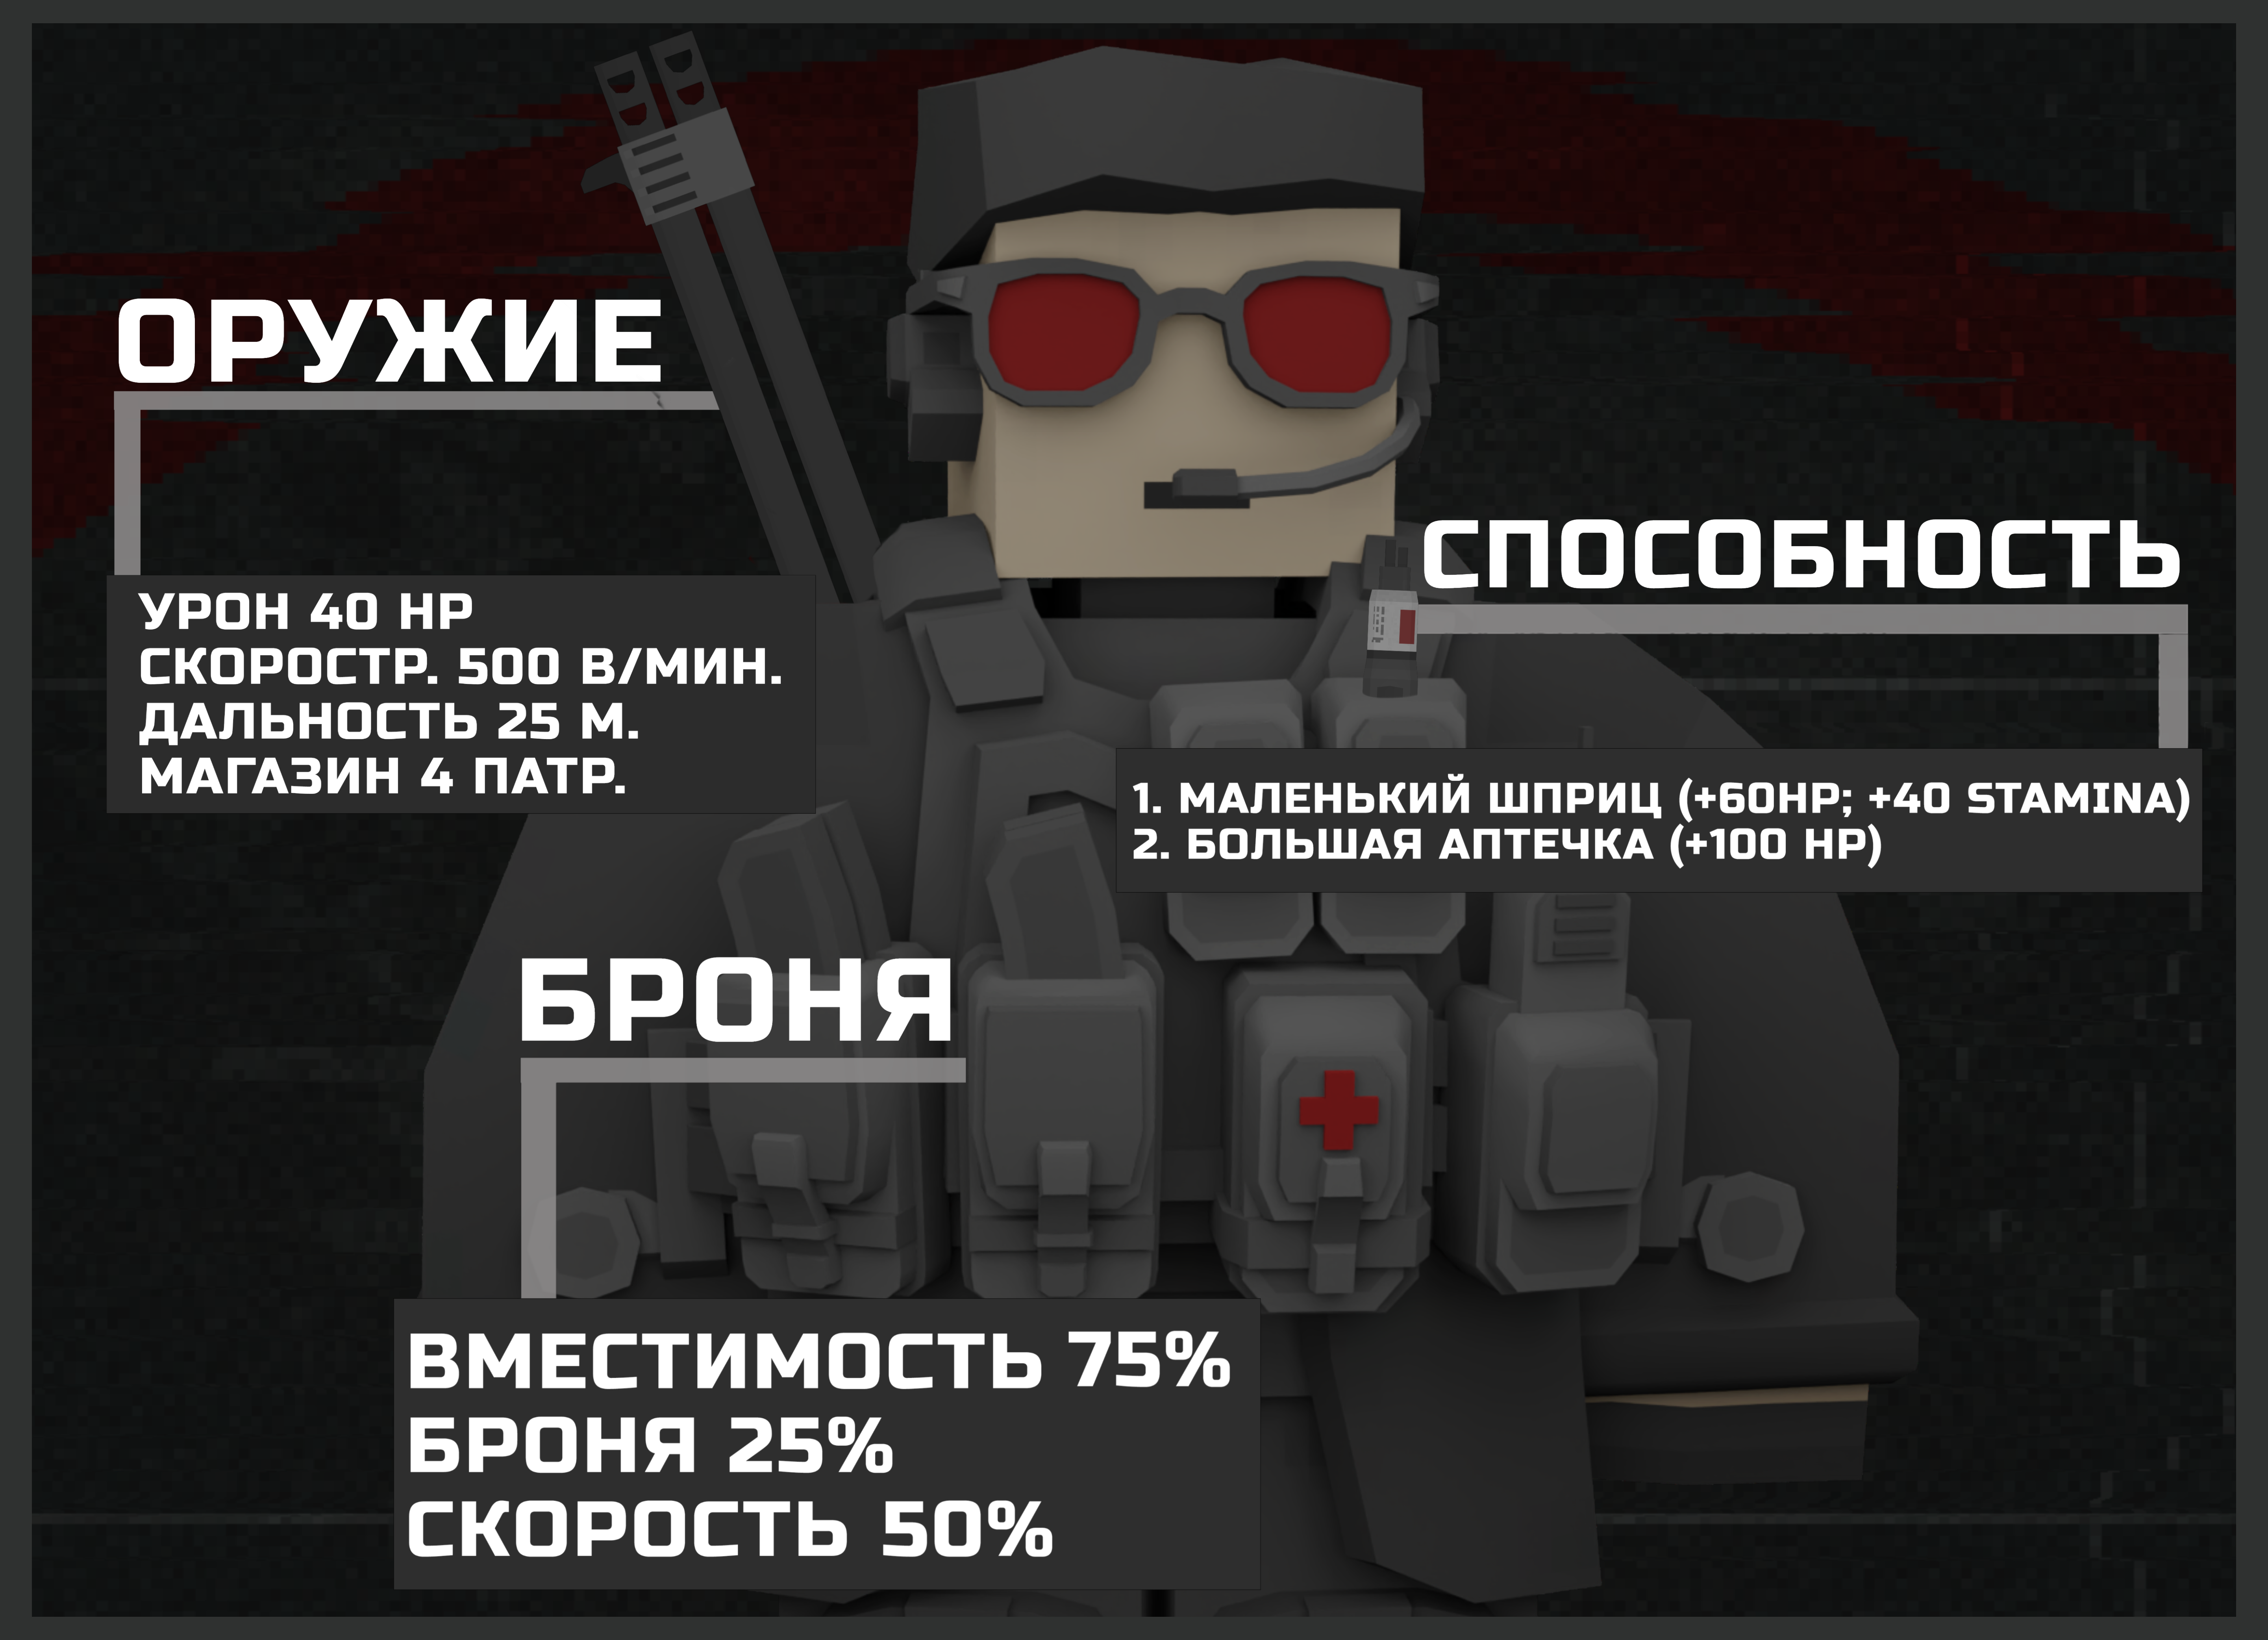 ОРУЖИЕ
УРОН 40 HP
СКОРОСТР. 500 В/МИН.
ДАЛЬНОСТЬ 25 М.
МАГАЗИН 4 ПАТР.
СПОСОБНОСТЬ
1. МАЛЕНЬКИЙ ШПРИЦ (+60HP; +40 STAMINA)
2. БОЛЬШАЯ АПТЕЧКА (+100 HP)
БРОНЯ
ВМЕСТИМОСТЬ 75%
БРОНЯ 25%
СКОРОСТЬ 50%